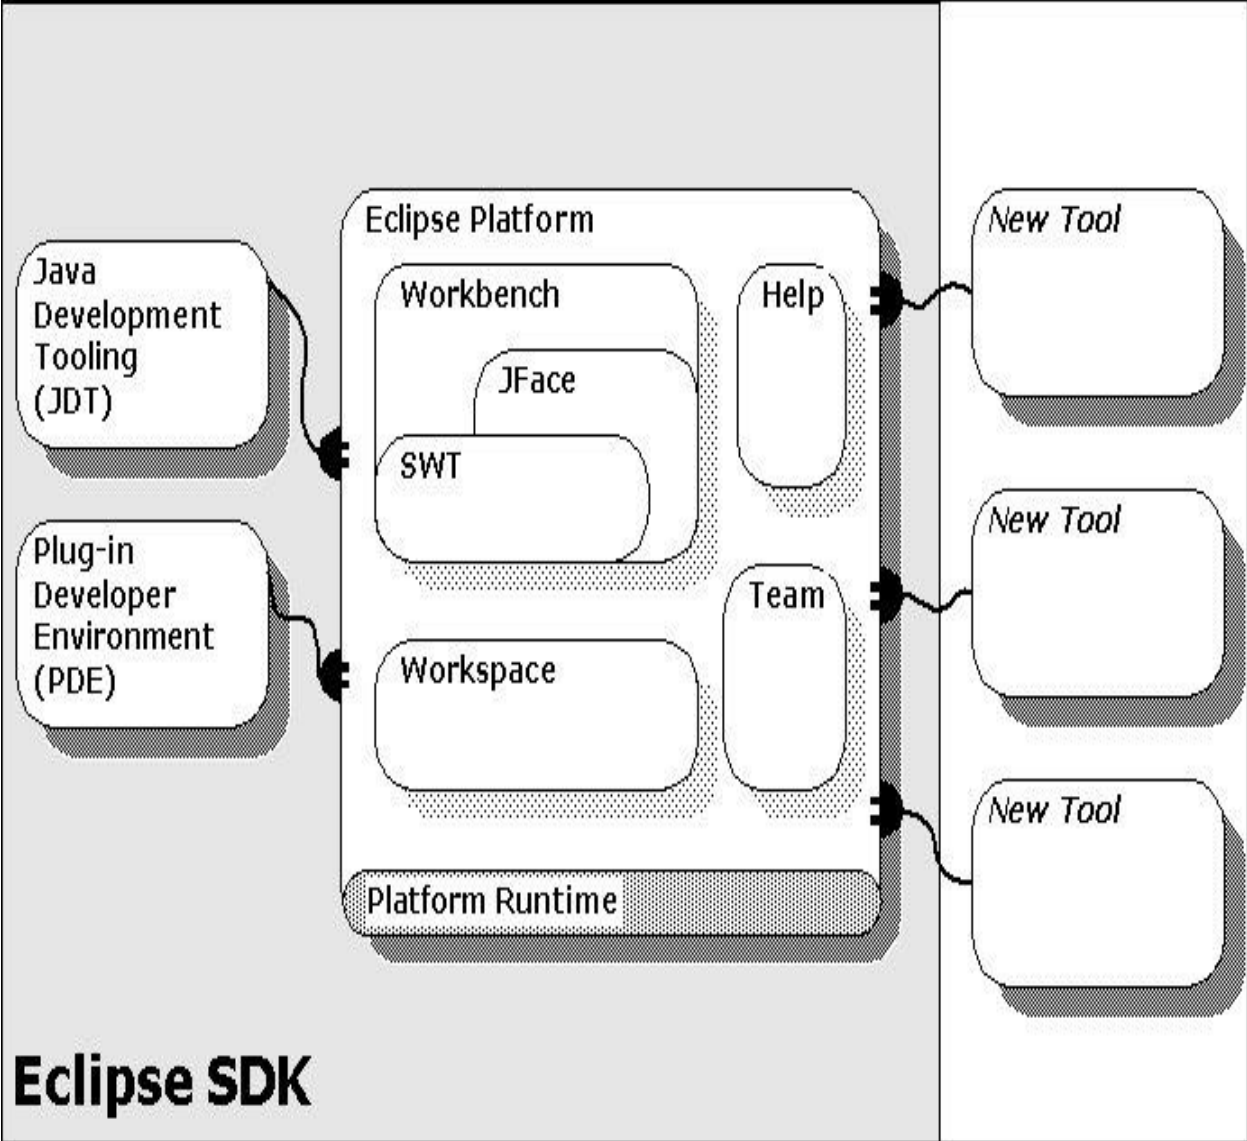 Java
Development
Tooling
(JDT)
Plug-in
Developer
Environment
(PDE)
Eclipse Platform
Workbench
JFace
SWT
Help
Workspace
Team
Platform Runtime
New Tool
New Tool
New Tool
Eclipse SDK